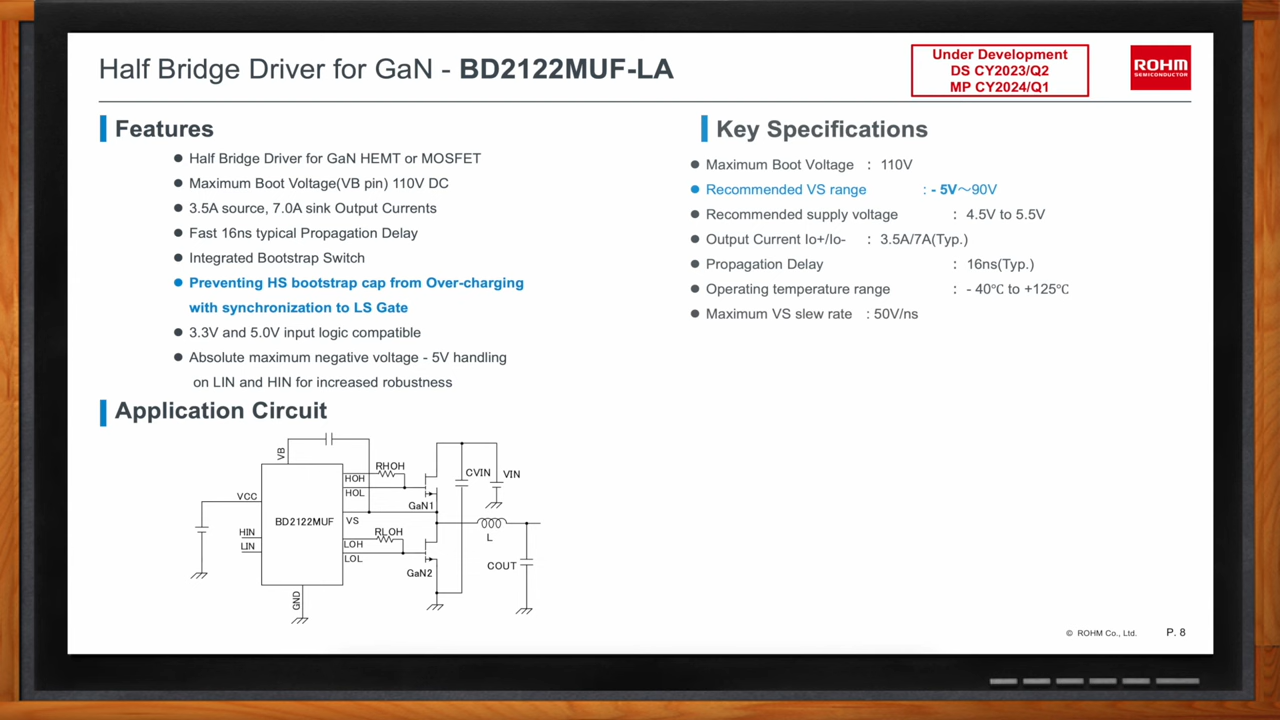 Half Bridge Driver for GaN - BD2122MUF-LA
Under Development
DS CY2023/Q2
MP CY2024/Q1
ROHM
SEMICONDUCTOR
Features
● Half Bridge Driver for GaN HEMT or MOSFET
● Maximum Boot Voltage(VB pin) 110V DC
● 3.5A source, 7.0A sink Output Currents
● Fast 16ns typical Propagation Delay
● Integrated Bootstrap Switch
● Preventing HS bootstrap cap from Over-charging
with synchronization to LS Gate
● 3.3V and 5.0V input logic compatible
● Absolute maximum negative voltage - 5V handling
on LIN and HIN for increased robustness
Key Specifications
● Maximum Boot Voltage : 110V
● Recommended VS range : - 5V～90V
● Recommended supply voltage : 4.5V to 5.5V
● Output Current Io+/Io- : 3.5A/7A(Typ.)
● Propagation Delay : 16ns(Typ.)
● Operating temperature range : - 40℃ to +125℃
● Maximum VS slew rate : 50V/ns
Application Circuit
VB
RHOH
HOH
CVIN
VIN
HOL
VCC
GaN1
BD2122MUF
VS
HIN
RLOH
L
LIN
LOH
LOL
COUT
GaN2
GND
© ROHM Co., Ltd.
P. 8